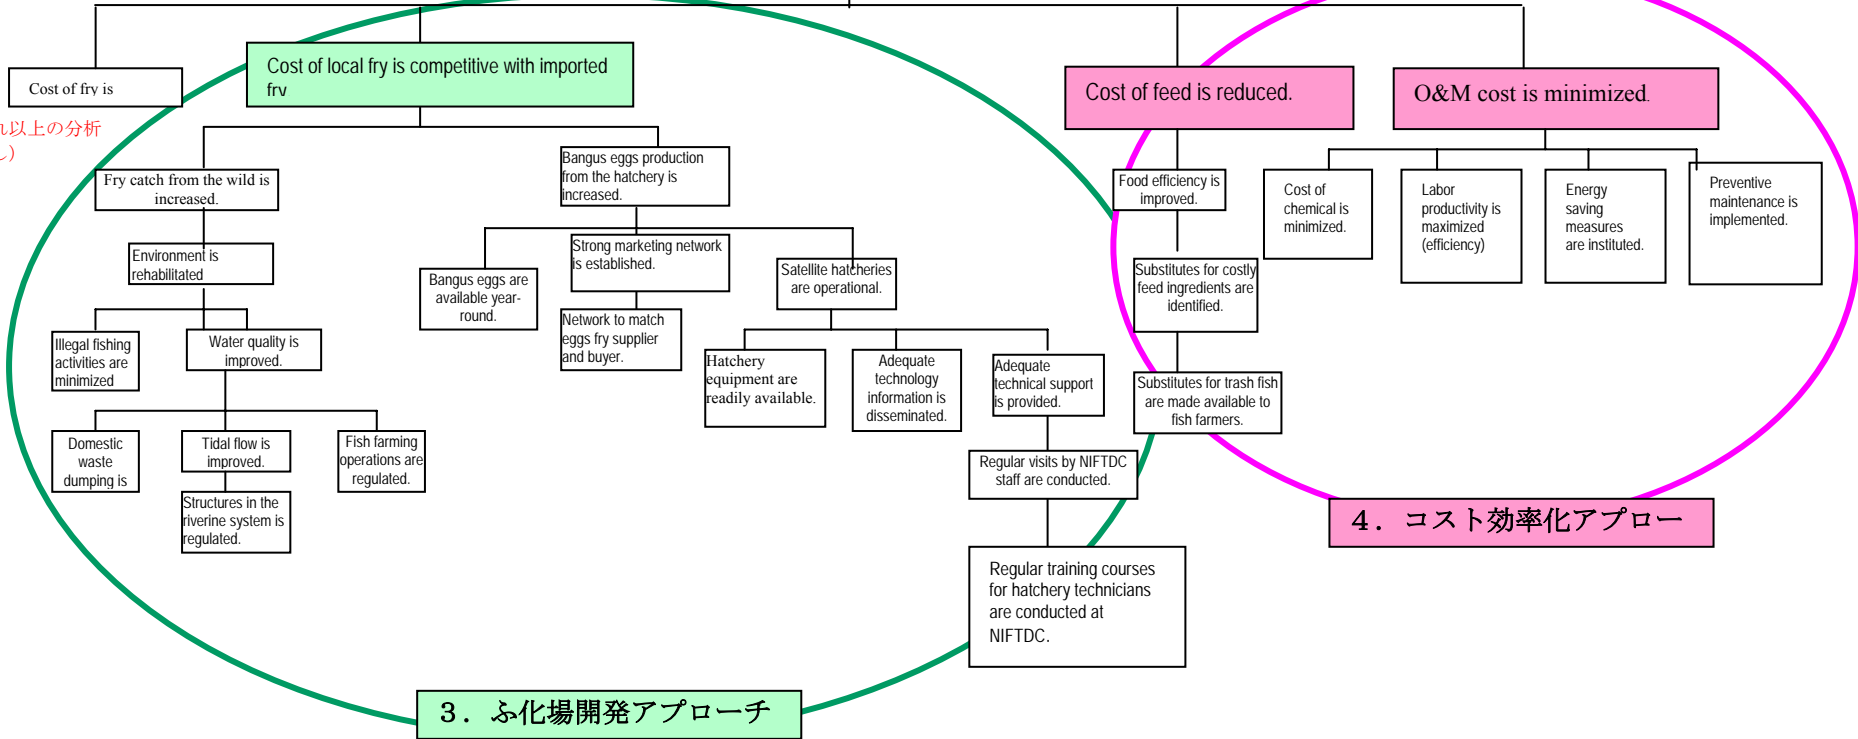 Cost of fry is
れ以上の分析
し）
Cost of local fry is competitive with imported
fry
Cost of feed is reduced.
O&M cost is minimized.
Fry catch from the wild is
increased.
Bangus eggs production
from the hatchery is
increased.
Food efficiency is
improved.
Cost of
chemical is
minimized.
Labor
productivity is
maximized
(efficiency)
Energy
saving
measures
are instituted.
Preventive
maintenance is
implemented.
Environment is
rehabilitated
Bangus eggs are
available year-
round.
Strong marketing network
is established.
Satellite hatcheries
are operational.
Substitutes for costly
feed ingredients are
identified.
Illegal fishing
activities are
minimized
Water quality is
improved.
Network to match
eggs fry supplier
and buyer.
Hatchery
equipment are
readily available.
Adequate
technology
information is
disseminated.
Adequate
technical support
is provided.
Substitutes for trash fish
are made available to
fish farmers.
Domestic
waste
dumping is
Tidal flow is
improved.
Fish farming
operations are
regulated.
Regular visits by NIFTDC
staff are conducted.
Structures in the
riverine system is
regulated.
４．コスト効率化アプロー
Regular training courses
for hatchery technicians
are conducted at
NIFTDC.
３．ふ化場開発アプローチ